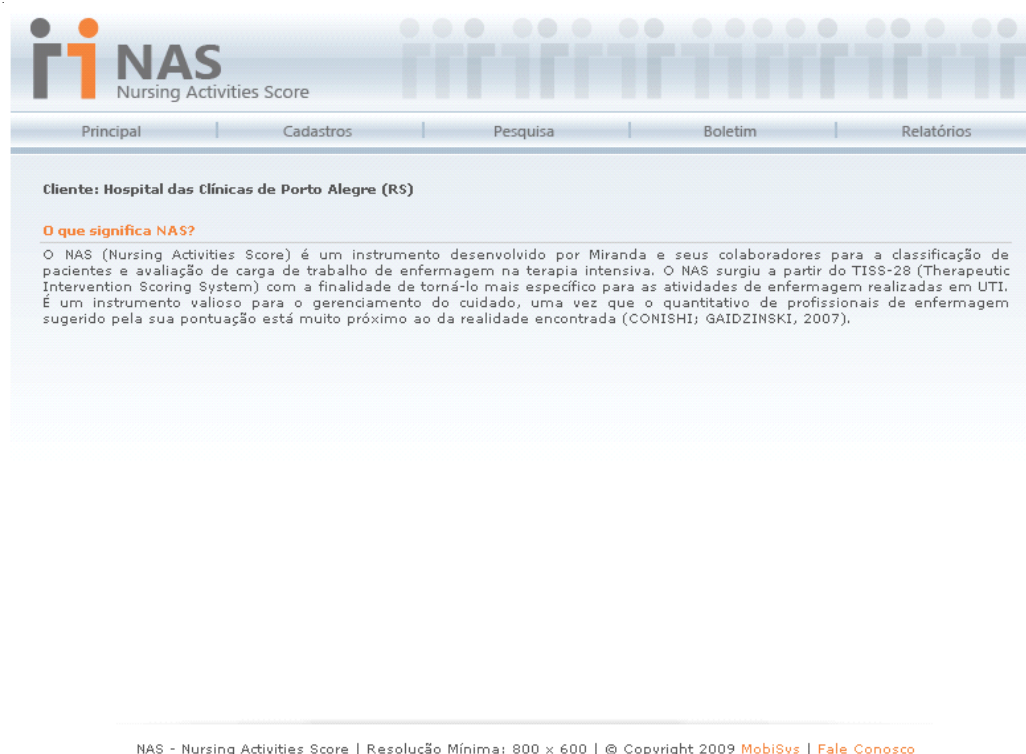 NAS
Nursing Activities Score
Principal | Cadastros | Pesquisa | Boletim | Relatórios
Cliente: Hospital das Clínicas de Porto Alegre (RS)
O que significa NAS?
O NAS (Nursing Activities Score) é um instrumento desenvolvido por Miranda e seus colaboradores para a classificação de
pacientes e avaliação de carga de trabalho de enfermagem na terapia intensiva. O NAS surgiu a partir do TISS-28 (Therapeutic
Intervention Scoring System) com a finalidade de torná-lo mais específico para as atividades de enfermagem realizadas em UTI.
É um instrumento valioso para o gerenciamento do cuidado, uma vez que o quantitativo de profissionais de enfermagem
sugerido pela sua pontuação está muito próximo ao da realidade encontrada (CONISHI; GAIDZINSKI, 2007).
NAS - Nursing Activities Score | Resolução Mínima: 800 x 600 | © Copyright 2009 MobiSys | Fale Conosco